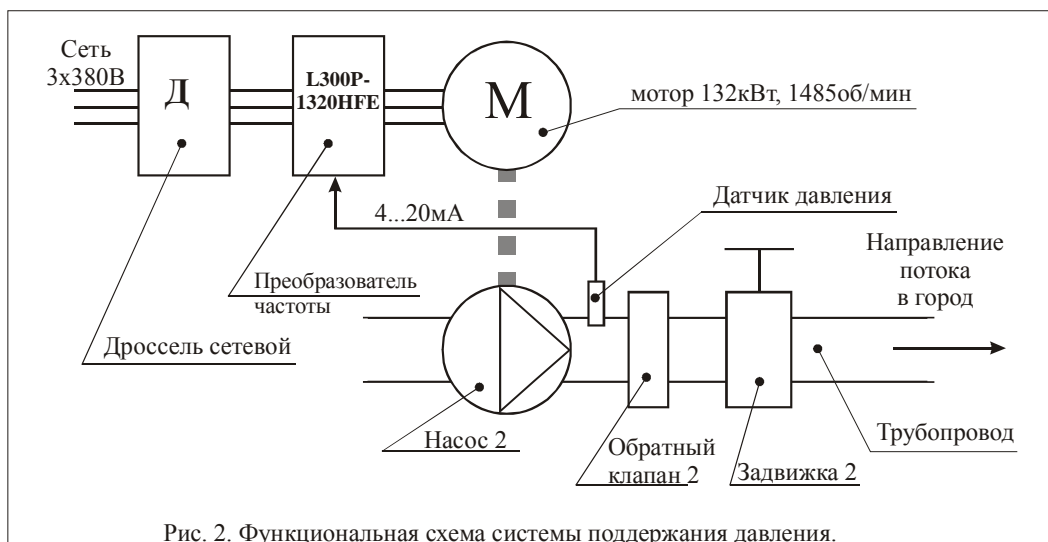 Сеть
3х380В
Д
L300P-
1320HFE
М
мотор 132кВт, 1485об/мин
4...20мА
Датчик давления
Направление
потока
в город
Преобразователь
частоты
Дроссель сетевой
Насос 2
Обратный
клапан 2
Задвижка 2
Трубопровод
Рис. 2. Функциональная схема системы поддержания давления.